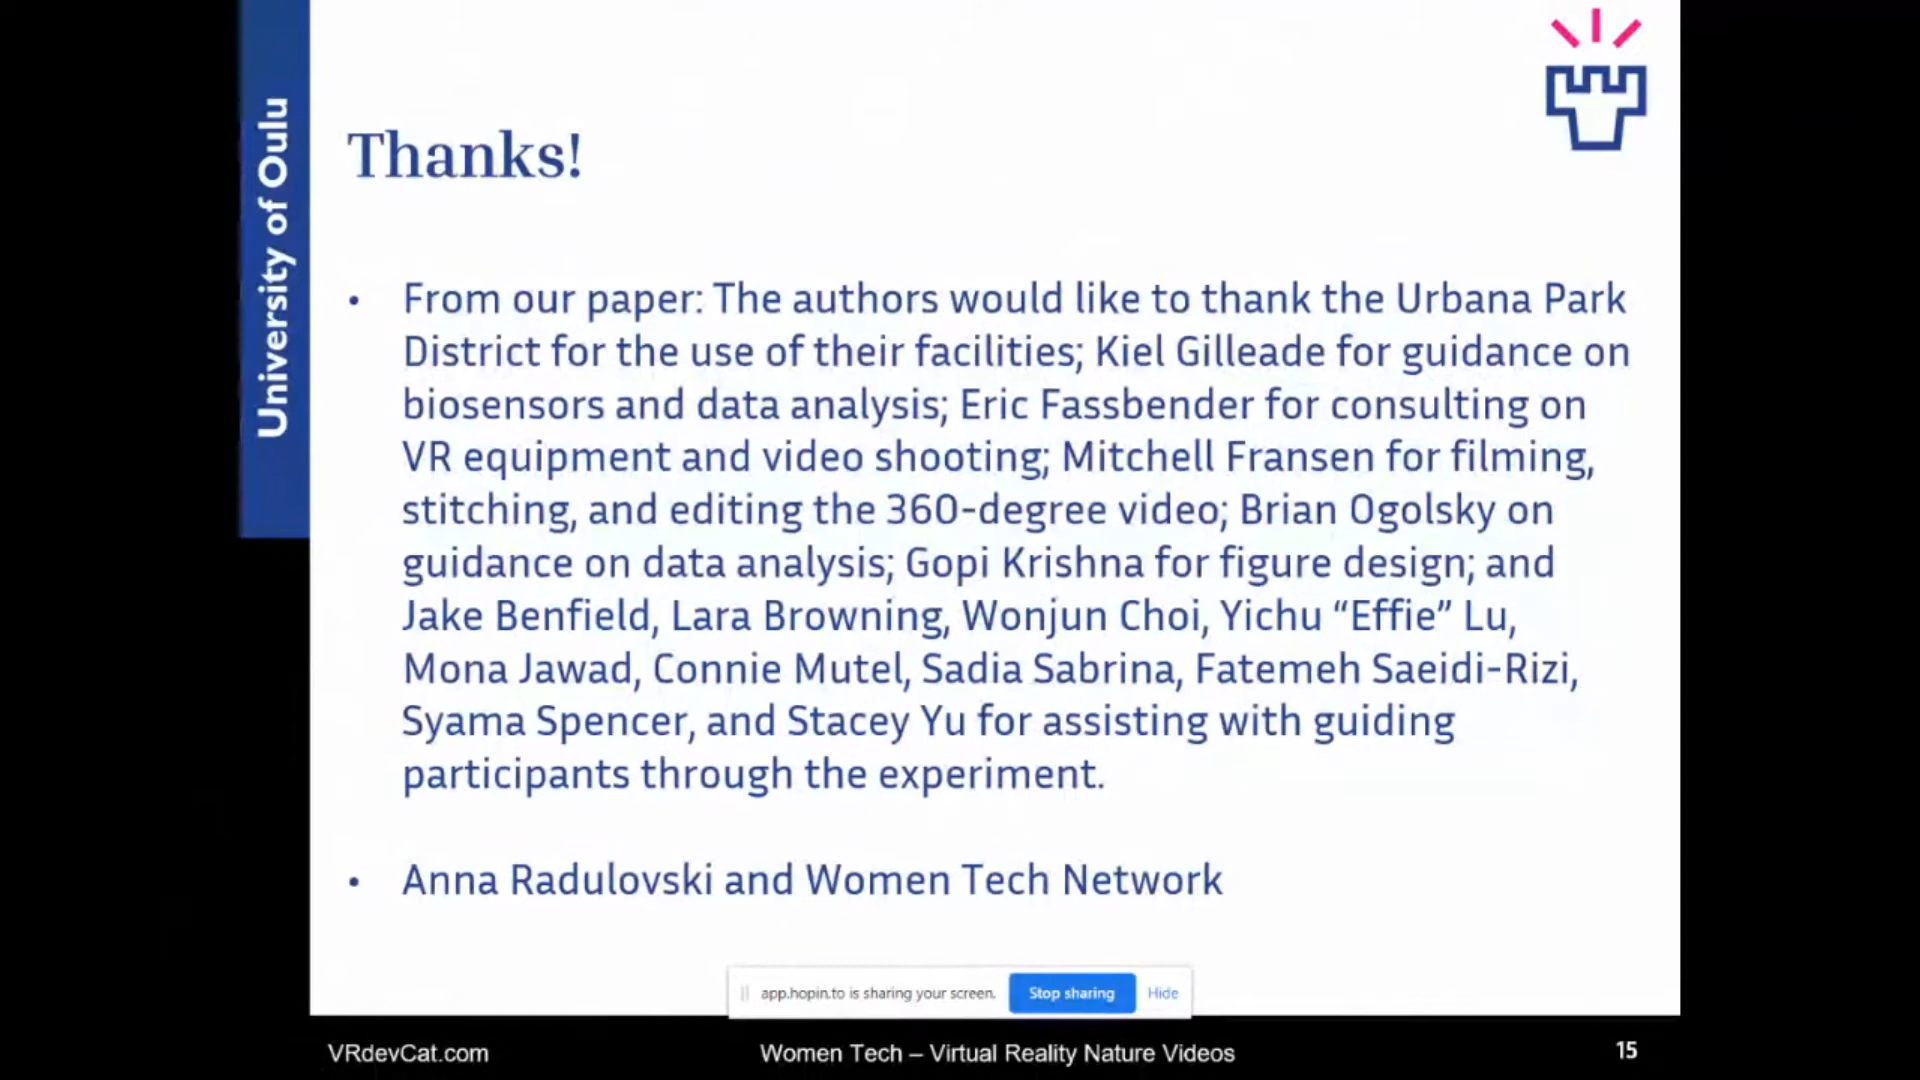 University of Oulu
Thanks!
• From our paper: The authors would like to thank the Urbana Park
District for the use of their facilities; Kiel Gilleade for guidance on
biosensors and data analysis; Eric Fassbender for consulting on
VR equipment and video shooting; Mitchell Fransen for filming,
stitching, and editing the 360-degree video; Brian Ogolsky on
guidance on data analysis; Gopi Krishna for figure design; and
Jake Benfield, Lara Browning, Wonjun Choi, Yichu “Effie” Lu,
Mona Jawad, Connie Mutel, Sadia Sabrina, Fatemeh Saeidi-Rizi,
Syama Spencer, and Stacey Yu for assisting with guiding
participants through the experiment.
• Anna Radulovski and Women Tech Network
app.hopin.to is sharing your screen. Stop sharing Hide
VRdevCat.com Women Tech – Virtual Reality Nature Videos 15